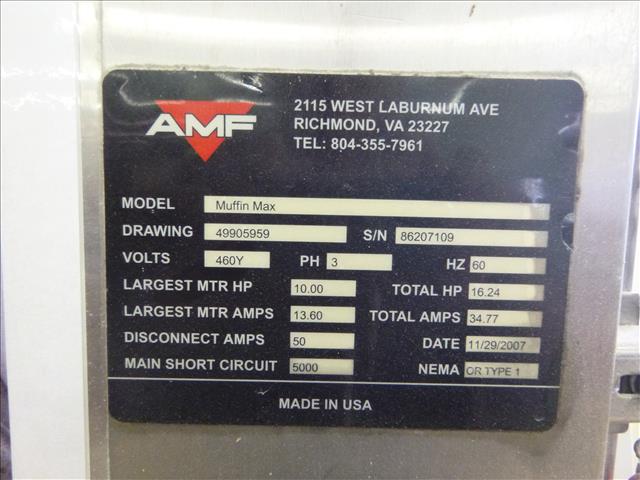 AMF
2115 WEST LABURNUM AVE
RICHMOND, VA 23227
TEL: 804-355-7961
MODEL Muffin Max
DRAWING 49905959 S/N 86207109
VOLTS 460Y PH 3 HZ 60
LARGEST MTR HP 10.00 TOTAL HP 16.24
LARGEST MTR AMPS 13.60 TOTAL AMPS 34.77
DISCONNECT AMPS 50 DATE 11/29/2007
MAIN SHORT CIRCUIT 5000 NEMA OR TYPE 1
MADE IN USA